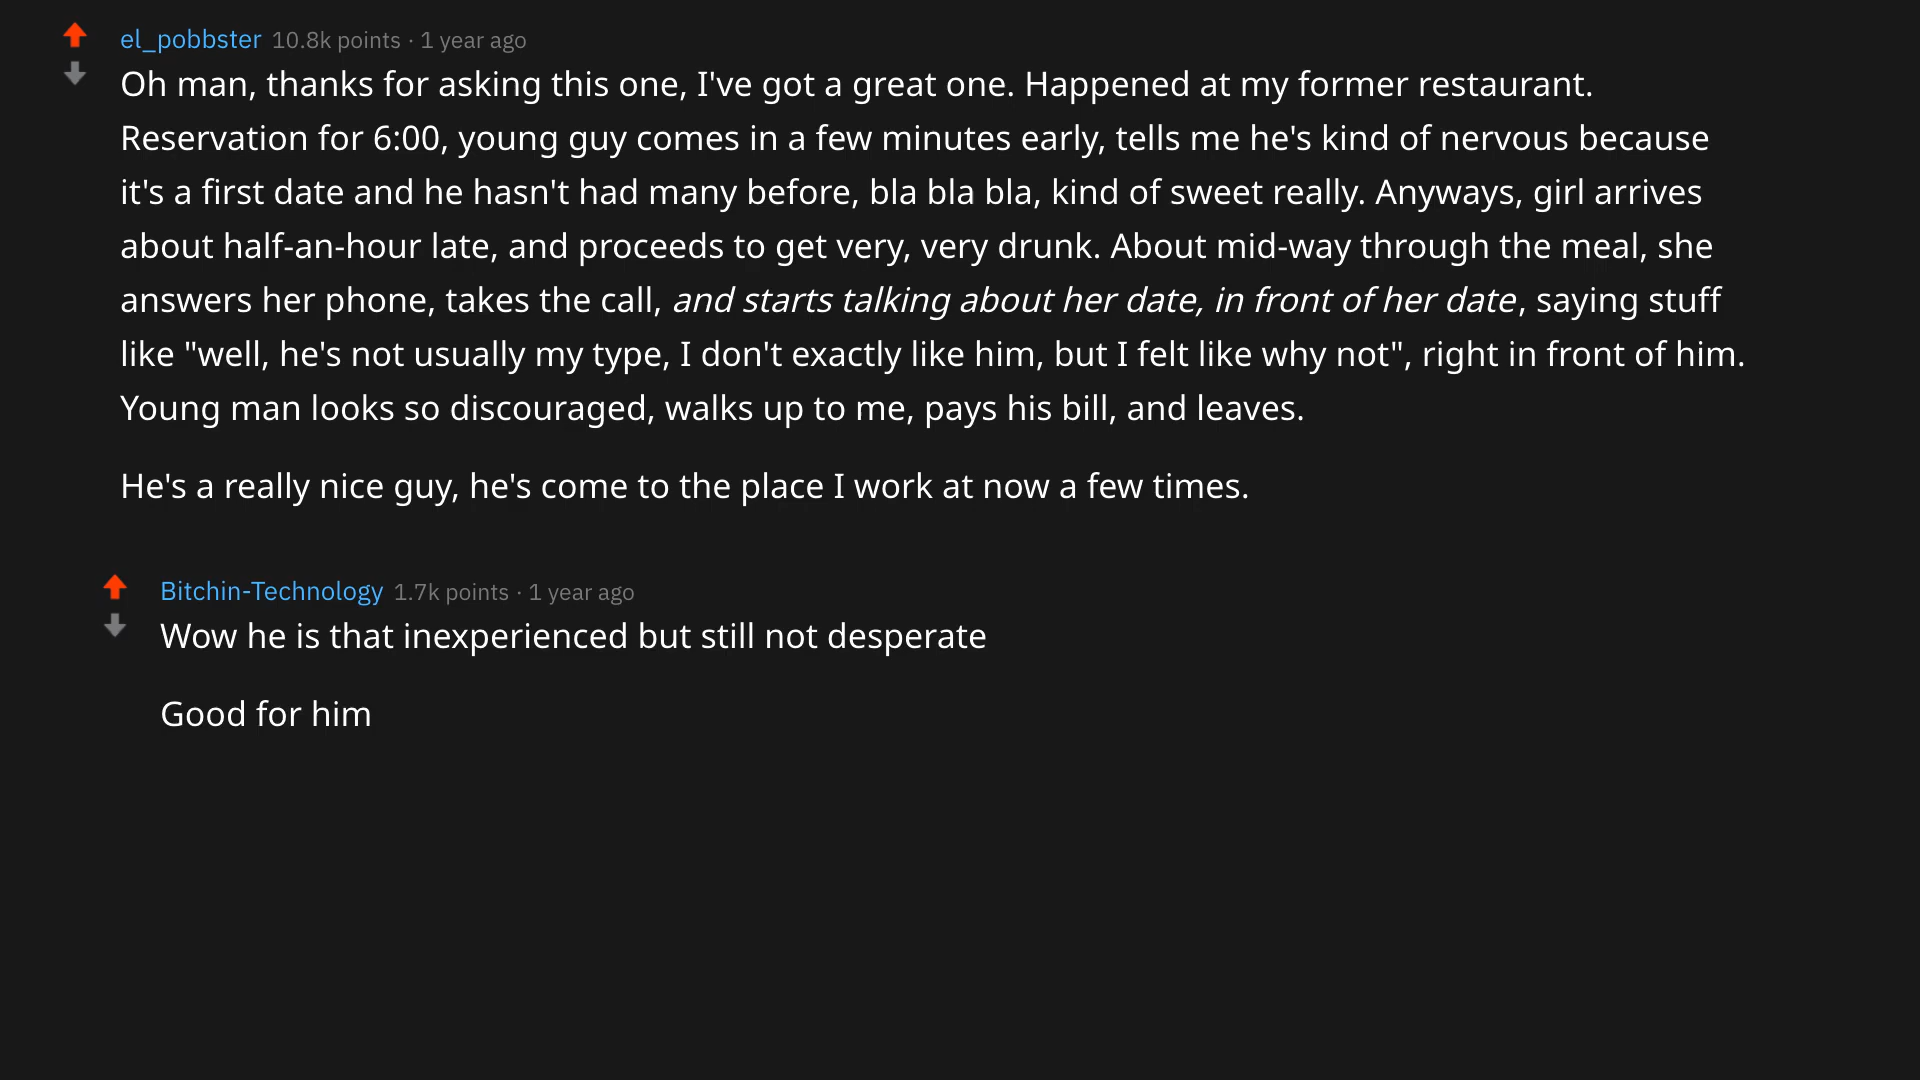 el_pobbster 10.8k points · 1 year ago
Oh man, thanks for asking this one, I've got a great one. Happened at my former restaurant.
Reservation for 6:00, young guy comes in a few minutes early, tells me he's kind of nervous because
it's a first date and he hasn't had many before, bla bla bla, kind of sweet really. Anyways, girl arrives
about half-an-hour late, and proceeds to get very, very drunk. About mid-way through the meal, she
answers her phone, takes the call, and starts talking about her date, in front of her date, saying stuff
like "well, he's not usually my type, I don't exactly like him, but I felt like why not", right in front of him.
Young man looks so discouraged, walks up to me, pays his bill, and leaves.
He's a really nice guy, he's come to the place I work at now a few times.
Bitchin-Technology 1.7k points · 1 year ago
Wow he is that inexperienced but still not desperate
Good for him